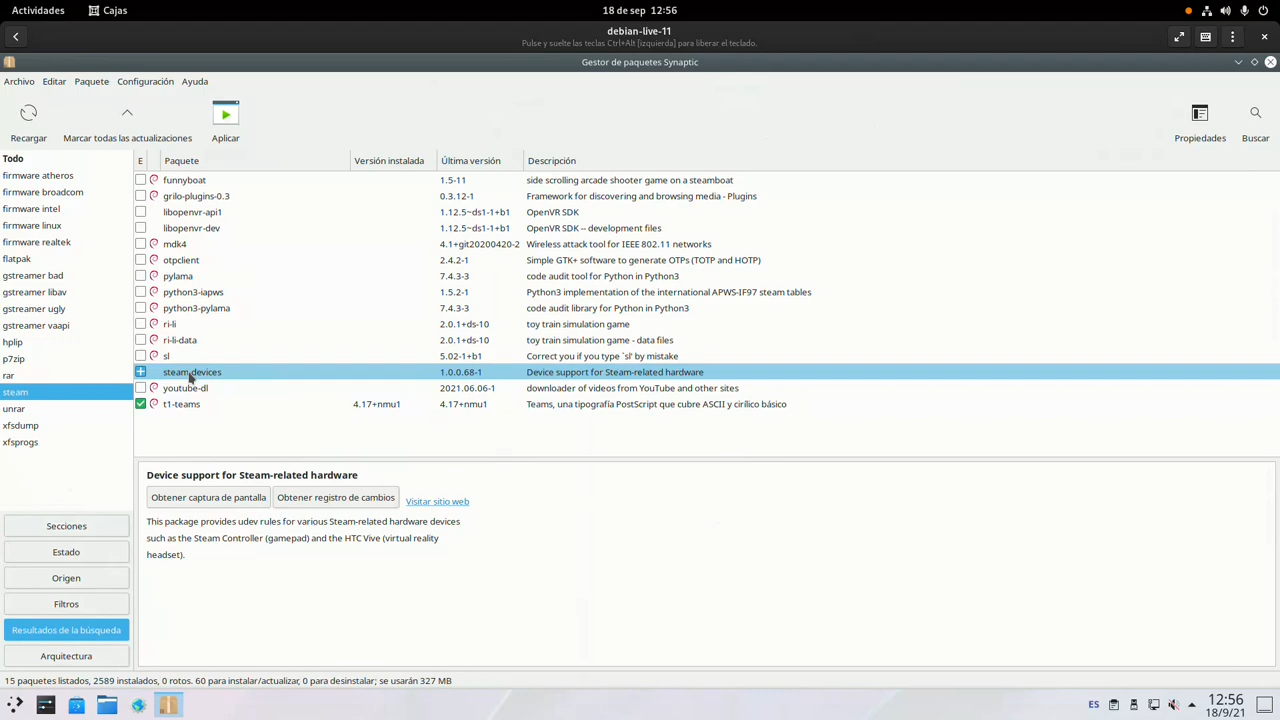 Actividades Cajas 18 de sep 12:56
debian-live-11
Pulse y suelte las teclas Ctrl+Alt [izquierda] para liberar el teclado.
Gestor de paquetes Synaptic
Archivo Editar Paquete Configuración Ayuda
Recargar Marcar todas las actualizaciones Aplicar Propiedades Buscar
Todo
firmware atheros
firmware broadcom
firmware intel
firmware linux
firmware realtek
flatpak
gstreamer bad
gstreamer libav
gstreamer ugly
gstreamer vaapi
hplip
p7zip
rar
steam
unrar
xfsdump
xfsprogs
Secciones
Estado
Origen
Filtros
Resultados de la búsqueda
Arquitectura
E Paquete Versión instalada Última versión Descripción
funnyboat 1.5-11 side scrolling arcade shooter game on a steamboat
grilo-plugins-0.3 0.3.12-1 Framework for discovering and browsing media - Plugins
libopenvr-api1 1.12.5~ds1-1+b1 OpenVR SDK
libopenvr-dev 1.12.5~ds1-1+b1 OpenVR SDK -- development files
mdk4 4.1+git20200420-2 Wireless attack tool for IEEE 802.11 networks
otpclient 2.4.2-1 Simple GTK+ software to generate OTPs (TOTP and HOTP)
pylama 7.4.3-3 code audit tool for Python in Python3
python3-iapws 1.5.2-1 Python3 implementation of the international APWS-IF97 steam tables
python3-pylama 7.4.3-3 code audit library for Python in Python3
ri-li 2.0.1+ds-10 toy train simulation game
ri-li-data 2.0.1+ds-10 toy train simulation game - data files
sl 5.02-1+b1 Correct you if you type `sl' by mistake
steam-devices 1.0.0.68-1 Device support for Steam-related hardware
youtube-dl 2021.06.06-1 downloader of videos from YouTube and other sites
t1-teams 4.17+nmu1 4.17+nmu1 Teams, una tipografía PostScript que cubre ASCII y cirílico básico
Device support for Steam-related hardware
Obtener captura de pantalla Obtener registro de cambios Visitar sitio web
This package provides udev rules for various Steam-related hardware devices
such as the Steam Controller (gamepad) and the HTC Vive (virtual reality
headset).
15 paquetes listados, 2589 instalados, 0 rotos. 60 para instalar/actualizar, 0 para desinstalar; se usarán 327 MB
ES 12:56
18/9/21